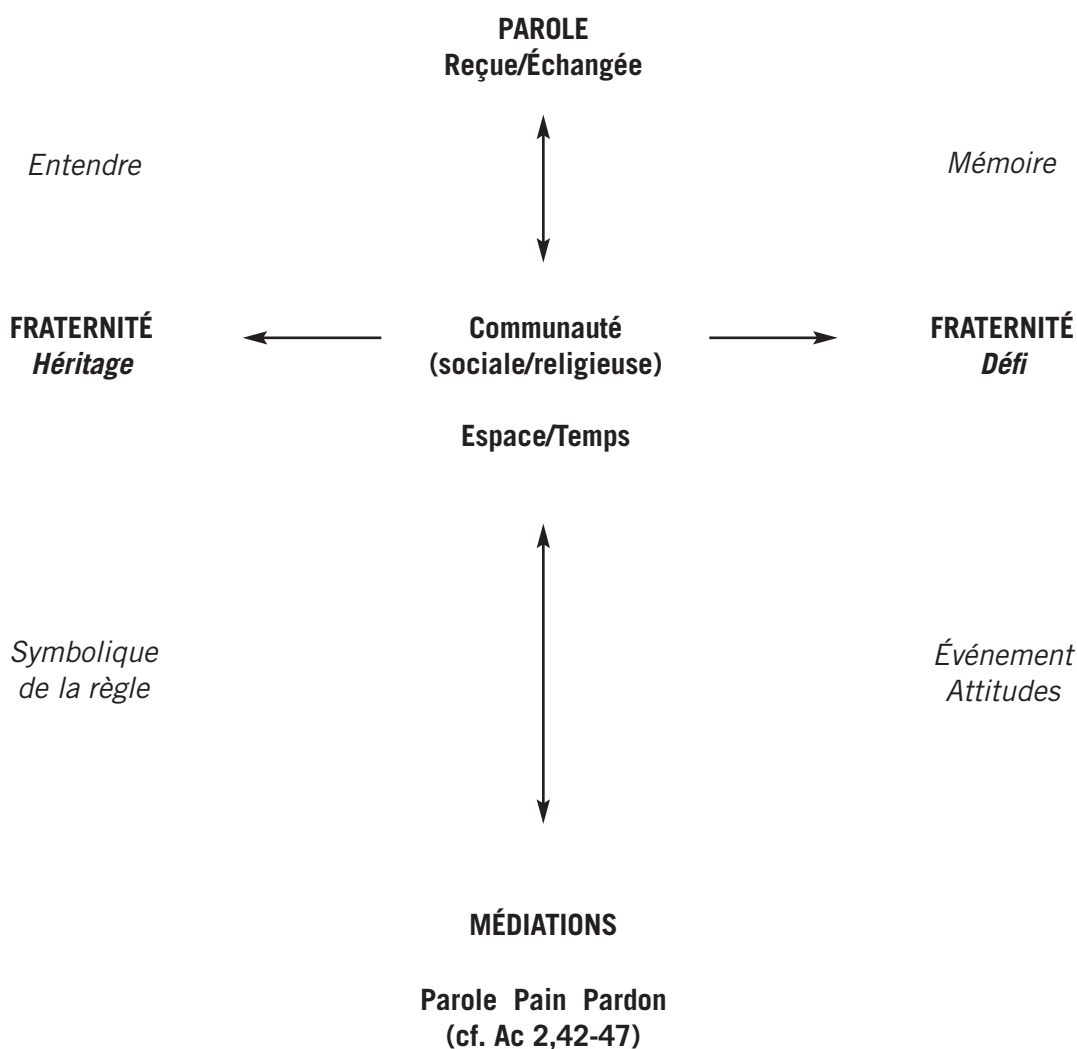 PAROLE
Reçue/Échangée
Entendre
Mémoire
FRATERNITÉ
Héritage
Communauté
(sociale/religieuse)
Espace/Temps
FRATERNITÉ
Défi
Symbolique
de la règle
Événement
Attitudes
MÉDIATIONS
Parole Pain Pardon
(cf. Ac 2,42-47)